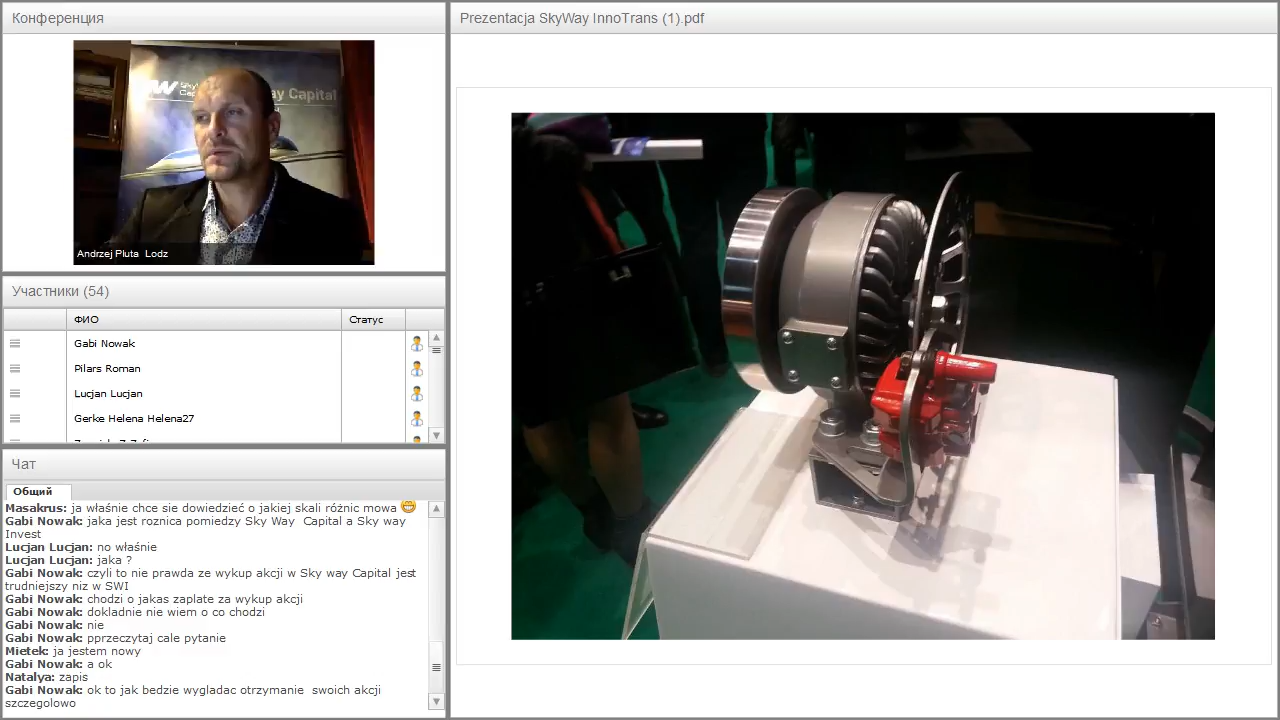 Конференция
Sky
Cap
ay Capital
Andrzej Pluta Lodz
Участники (54)
ФИО
Статус
Gabi Nowak
Pilars Roman
Lucjan Lucjan
Gerke Helena Helena27
Чат
Общий
Masakrus: ja właśnie chce sie dowiedzieć o jakiej skali różnic mowa
Gabi Nowak: jaka jest roznica pomiedzy Sky Way Capital a Sky way
Invest
Lucjan Lucjan: no właśnie
Lucjan Lucjan: jaka ?
Gabi Nowak: czyli to nie prawda ze wykup akcji w Sky way Capital jest
trudniejszy niz w SWI
Gabi Nowak: chodzi o jakas zaplate za wykup akcji
Gabi Nowak: dokladnie nie wiem o co chodzi
Gabi Nowak: nie
Gabi Nowak: pprzeczytaj cale pytanie
Mietek: ja jestem nowy
Gabi Nowak: a ok
Natalya: zapis
Gabi Nowak: ok to jak bedzie wygladac otrzymanie swoich akcji
szczegolowo
Prezentacja SkyWay InnoTrans (1).pdf